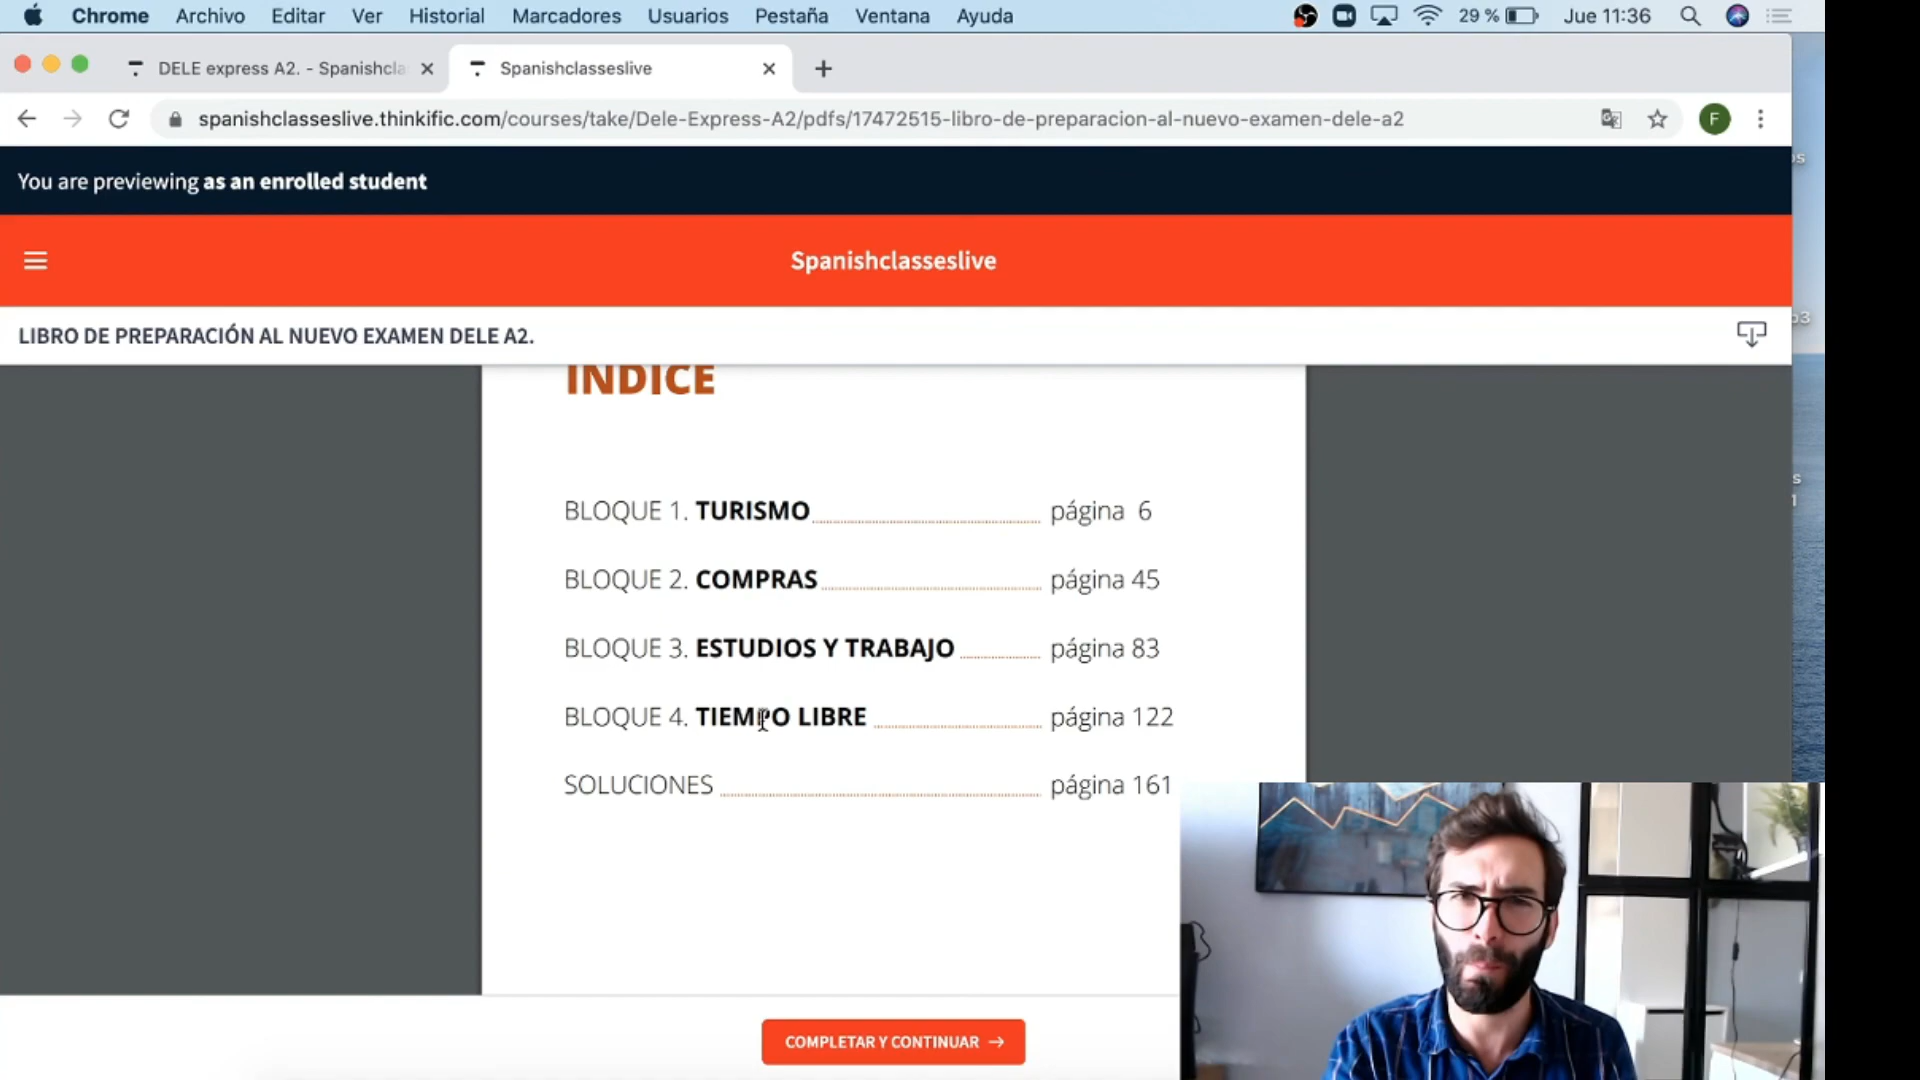 Chrome Archivo Editar Ver Historial Marcadores Usuarios Pestaña Ventana Ayuda 29 % Jue 11:36
DELE express A2. - Spanishcla
Spanishclasseslive
spanishclasseslive.thinkific.com/courses/take/Dele-Express-A2/pdfs/17472515-libro-de-preparacion-al-nuevo-examen-dele-a2
F
You are previewing as an enrolled student
Spanishclasseslive
LIBRO DE PREPARACIÓN AL NUEVO EXAMEN DELE A2.
ÍNDICE
BLOQUE 1. TURISMO página 6
BLOQUE 2. COMPRAS página 45
BLOQUE 3. ESTUDIOS Y TRABAJO página 83
BLOQUE 4. TIEMPO LIBRE página 122
SOLUCIONES página 161
COMPLETAR Y CONTINUAR →